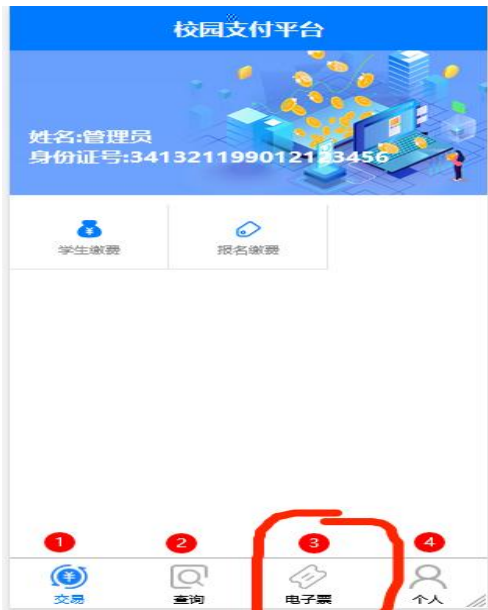 校园支付平台
姓名:管理员
身份证号:341321199012123456
学生缴费 报名缴费
1 2 3 4
交易 查询 电子票 个人